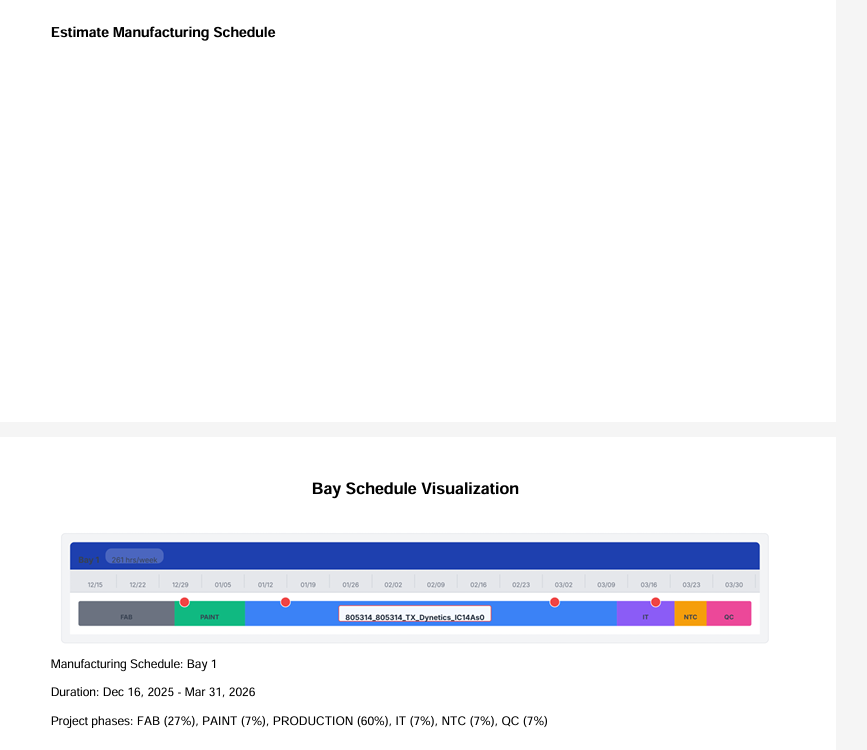 Estimate Manufacturing Schedule
Bay Schedule Visualization
261 hrs/week
12/15 12/22 12/29 01/05 01/12 01/19 01/26 02/02 02/09 02/16 02/23 03/02 03/09 03/16 03/23 03/30
FAB PAINT 805314_805314_TX_Dynetics_IC14As0 IT NTC QC
Manufacturing Schedule: Bay 1
Duration: Dec 16, 2025 - Mar 31, 2026
Project phases: FAB (27%), PAINT (7%), PRODUCTION (60%), IT (7%), NTC (7%), QC (7%)